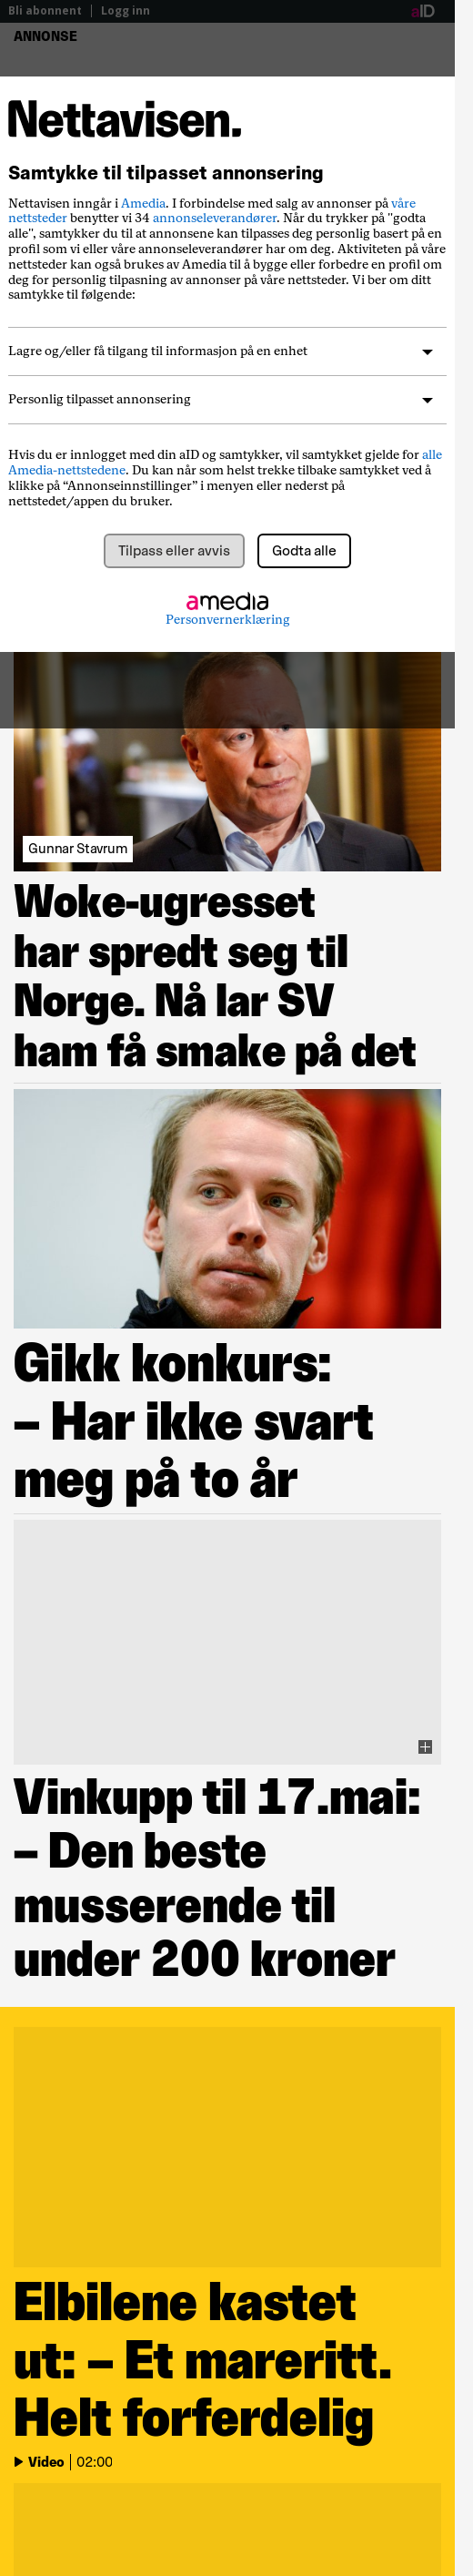 Bli abonnent | Logg inn aID
ANNONSE
Nettavisen.
Samtykke til tilpasset annonsering
Nettavisen inngår i Amedia. I forbindelse med salg av annonser på våre
nettsteder benytter vi 34 annonseleverandører. Når du trykker på "godta
alle", samtykker du til at annonsene kan tilpasses deg personlig basert på en
profil som vi eller våre annonseleverandører har om deg. Aktiviteten på våre
nettsteder kan også brukes av Amedia til å bygge eller forbedre en profil om
deg for personlig tilpasning av annonser på våre nettsteder. Vi ber om ditt
samtykke til følgende:
Lagre og/eller få tilgang til informasjon på en enhet
Personlig tilpasset annonsering
Hvis du er innlogget med din aID og samtykker, vil samtykket gjelde for alle
Amedia-nettstedene. Du kan når som helst trekke tilbake samtykket ved å
klikke på “Annonseinnstillinger” i menyen eller nederst på
nettstedet/appen du bruker.
Tilpass eller avvis Godta alle
amedia
Personvernerklæring
Gunnar Stavrum
Woke-ugresset
har spredt seg til
Norge. Nå lar SV
ham få smake på det
Gikk konkurs:
– Har ikke svart
meg på to år
Vinkupp til 17.mai:
– Den beste
musserende til
under 200 kroner
Elbilene kastet
ut: – Et mareritt.
Helt forferdelig
Video | 02:00